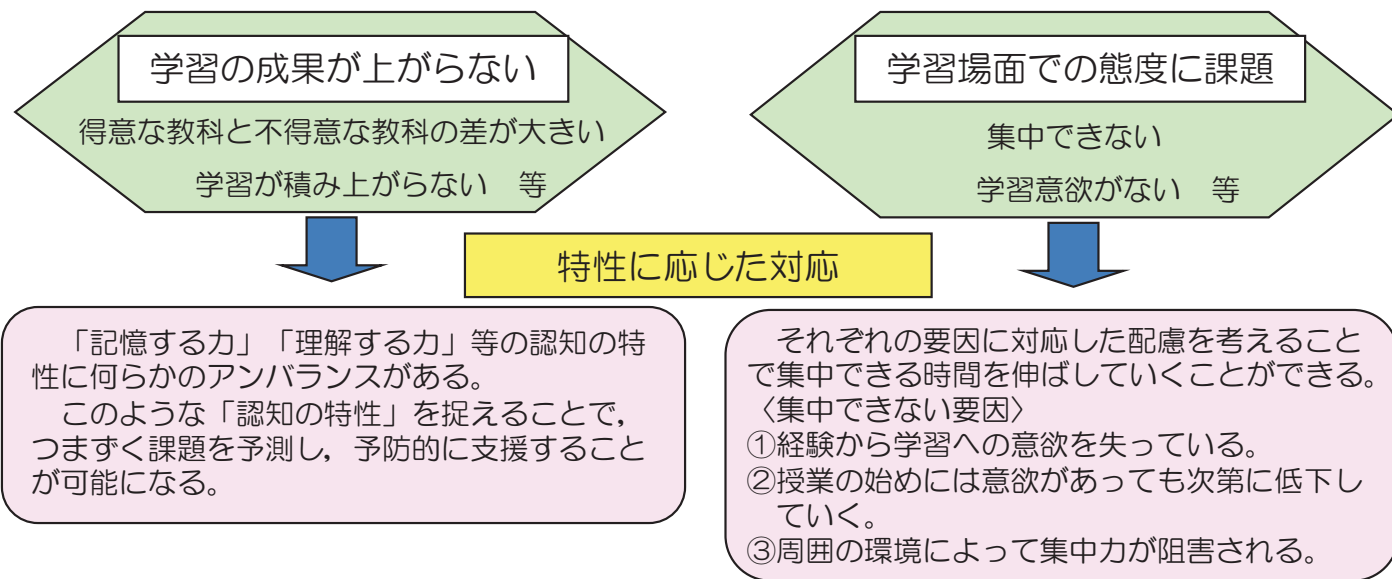 学習の成果が上がらない
得意な教科と不得意な教科の差が大きい
学習が積み上がらない　等
学習場面での態度に課題
集中できない
学習意欲がない　等
特性に応じた対応
「記憶する力」「理解する力」等の認知の特
性に何らかのアンバランスがある。
このような「認知の特性」を捉えることで，
つまずく課題を予測し，予防的に支援すること
が可能になる。
それぞれの要因に対応した配慮を考えること
で集中できる時間を伸ばしていくことができる。
〈集中できない要因〉
①経験から学習への意欲を失っている。
②授業の始めには意欲があっても次第に低下し
ていく。
③周囲の環境によって集中力が阻害される。